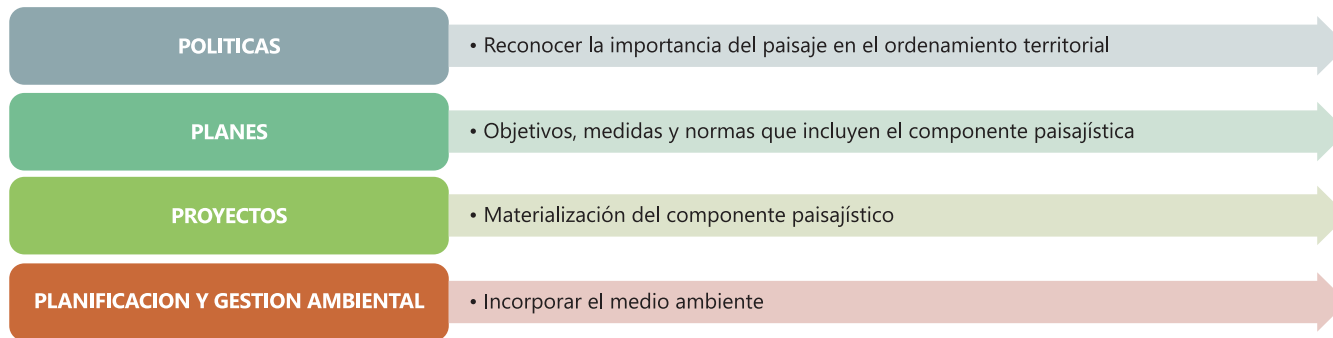 POLITICAS
• Reconocer la importancia del paisaje en el ordenamiento territorial
PLANES
• Objetivos, medidas y normas que incluyen el componente paisajística
PROYECTOS
• Materialización del componente paisajístico
PLANIFICACION Y GESTION AMBIENTAL
• Incorporar el medio ambiente